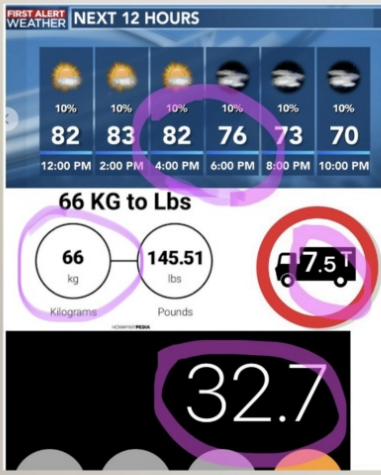 FIRST ALERT
WEATHER
NEXT 12 HOURS
10% 10% 10% 10% 10% 10%
82 83 82 76 73 70
12:00 PM 2:00 PM 4:00 PM 6:00 PM 8:00 PM 10:00 PM
66 KG to Lbs
66 145.51
kg lbs
Kilograms Pounds
7.5T
32.7